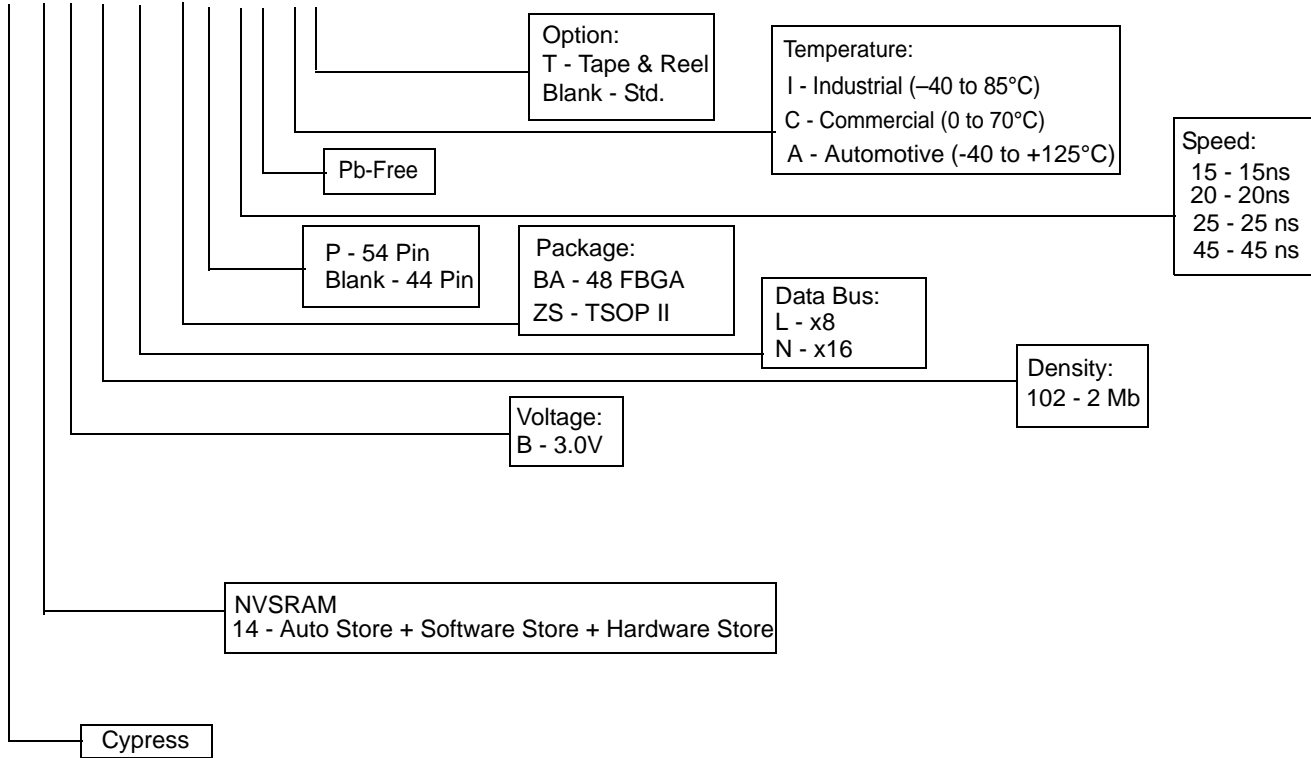 Option:
T - Tape & Reel
Blank - Std.
Temperature:
I - Industrial (–40 to 85°C)
C - Commercial (0 to 70°C)
A - Automotive (-40 to +125°C)
Speed:
15 - 15ns
20 - 20ns
25 - 25 ns
45 - 45 ns
Pb-Free
P - 54 Pin
Blank - 44 Pin
Package:
BA - 48 FBGA
ZS - TSOP II
Data Bus:
L - x8
N - x16
Density:
102 - 2 Mb
Voltage:
B - 3.0V
NVSRAM
14 - Auto Store + Software Store + Hardware Store
Cypress